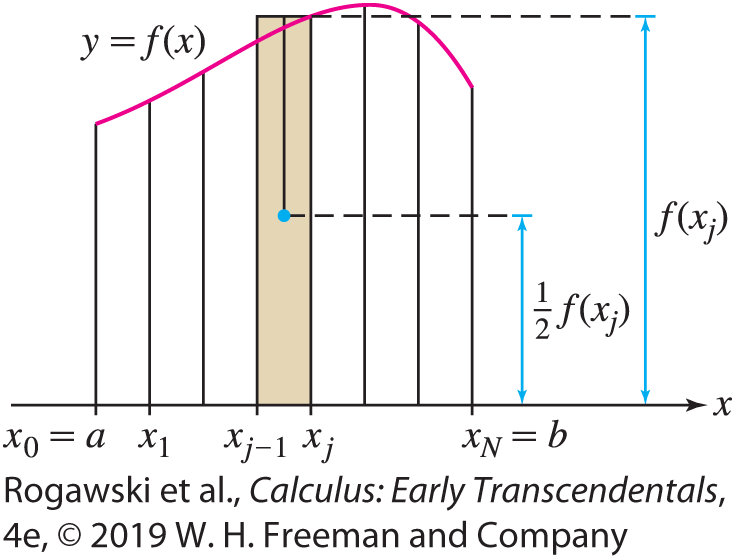 y = f(x)
f(x_j)
1/2 f(x_j)
x
x_0 = a x_1 x_{j−1} x_j x_N = b
Rogawski et al., Calculus: Early Transcendentals,
4e, © 2019 W. H. Freeman and Company